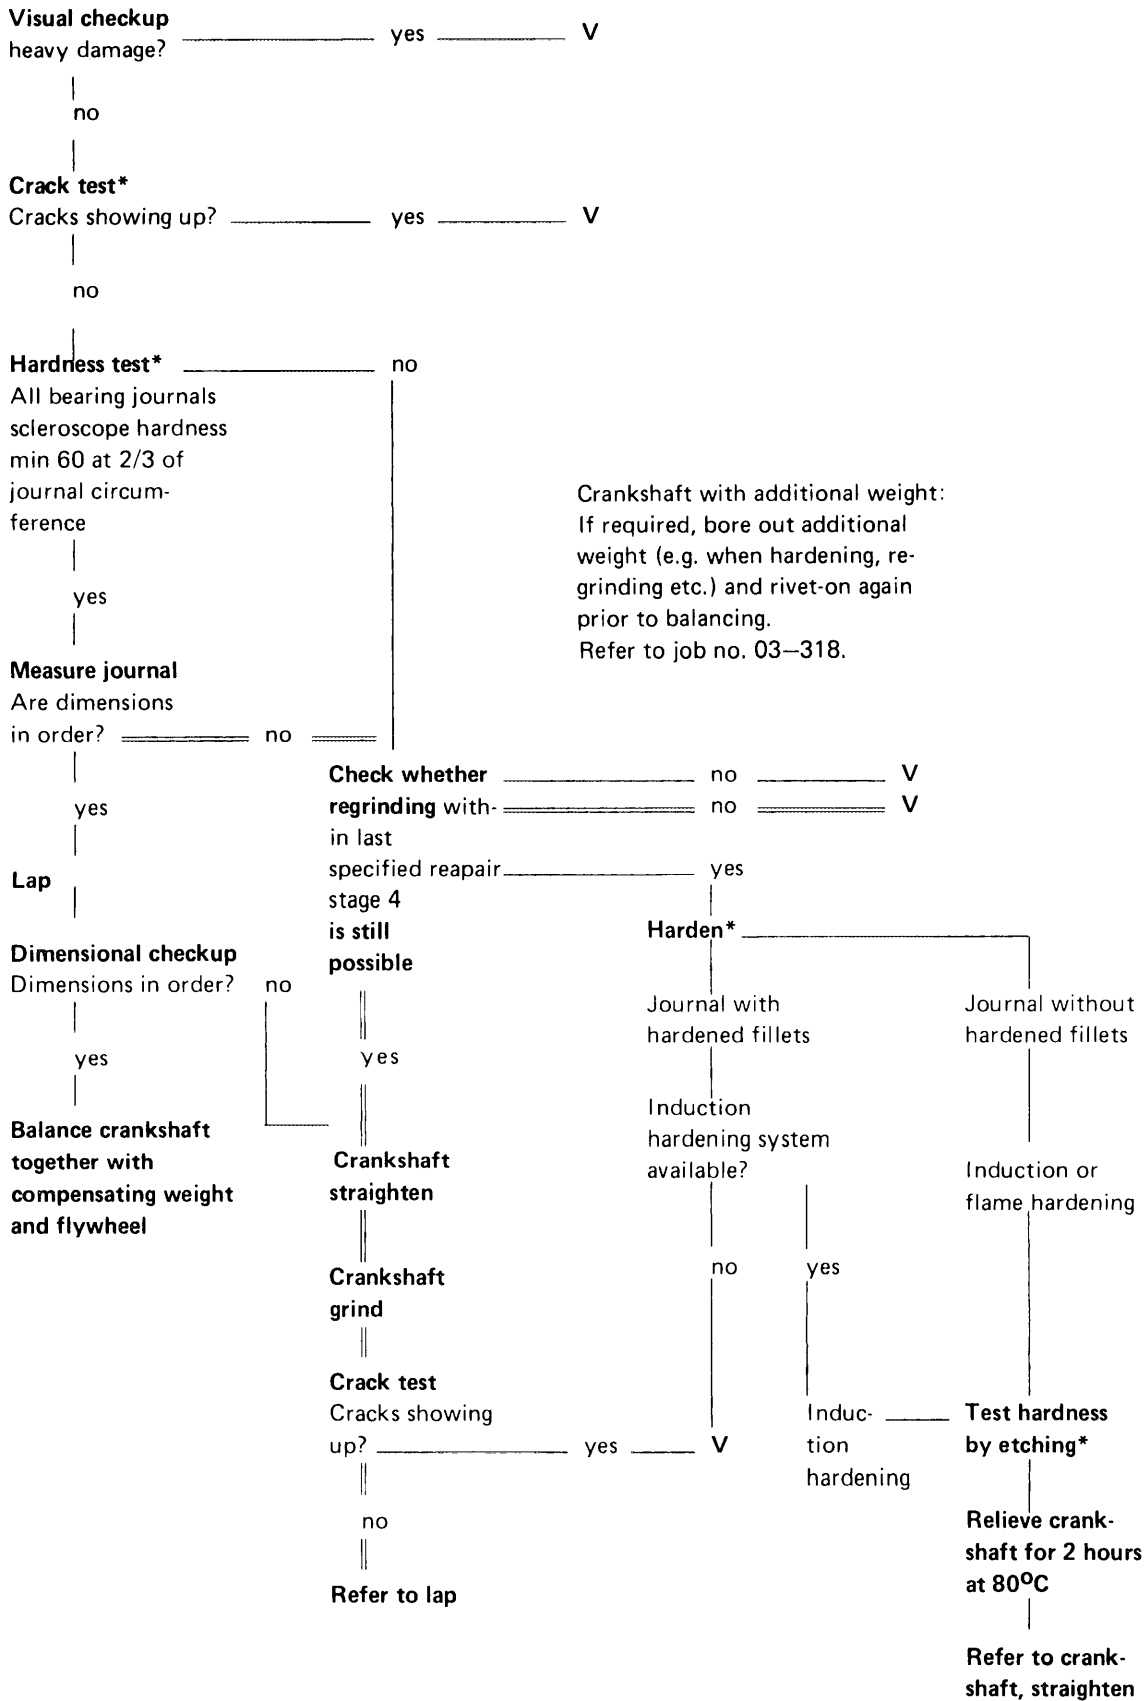 Visual checkup
heavy damage? yes V
no
Crack test*
Cracks showing up? yes V
no
Hardness test* no
All bearing journals
scleroscope hardness
min 60 at 2/3 of
journal circum-
ference
yes
Crankshaft with additional weight:
If required, bore out additional
weight (e.g. when hardening, re-
grinding etc.) and rivet-on again
prior to balancing.
Refer to job no. 03–318.
Measure journal
Are dimensions
in order? no
yes
Lap
Dimensional checkup
Dimensions in order? no
yes
Balance crankshaft
together with
compensating weight
and flywheel
Check whether no V
regrinding with- no V
in last
specified reapair yes
stage 4
is still
possible
yes
Crankshaft
straighten
Crankshaft
grind
Crack test
Cracks showing
up? yes V
no
Refer to lap
Harden*
Journal with
hardened fillets
Induction
hardening system
available?
no yes
Induc-
tion
hardening
Journal without
hardened fillets
Induction or
flame hardening
Test hardness
by etching*
Relieve crank-
shaft for 2 hours
at 80°C
Refer to crank-
shaft, straighten